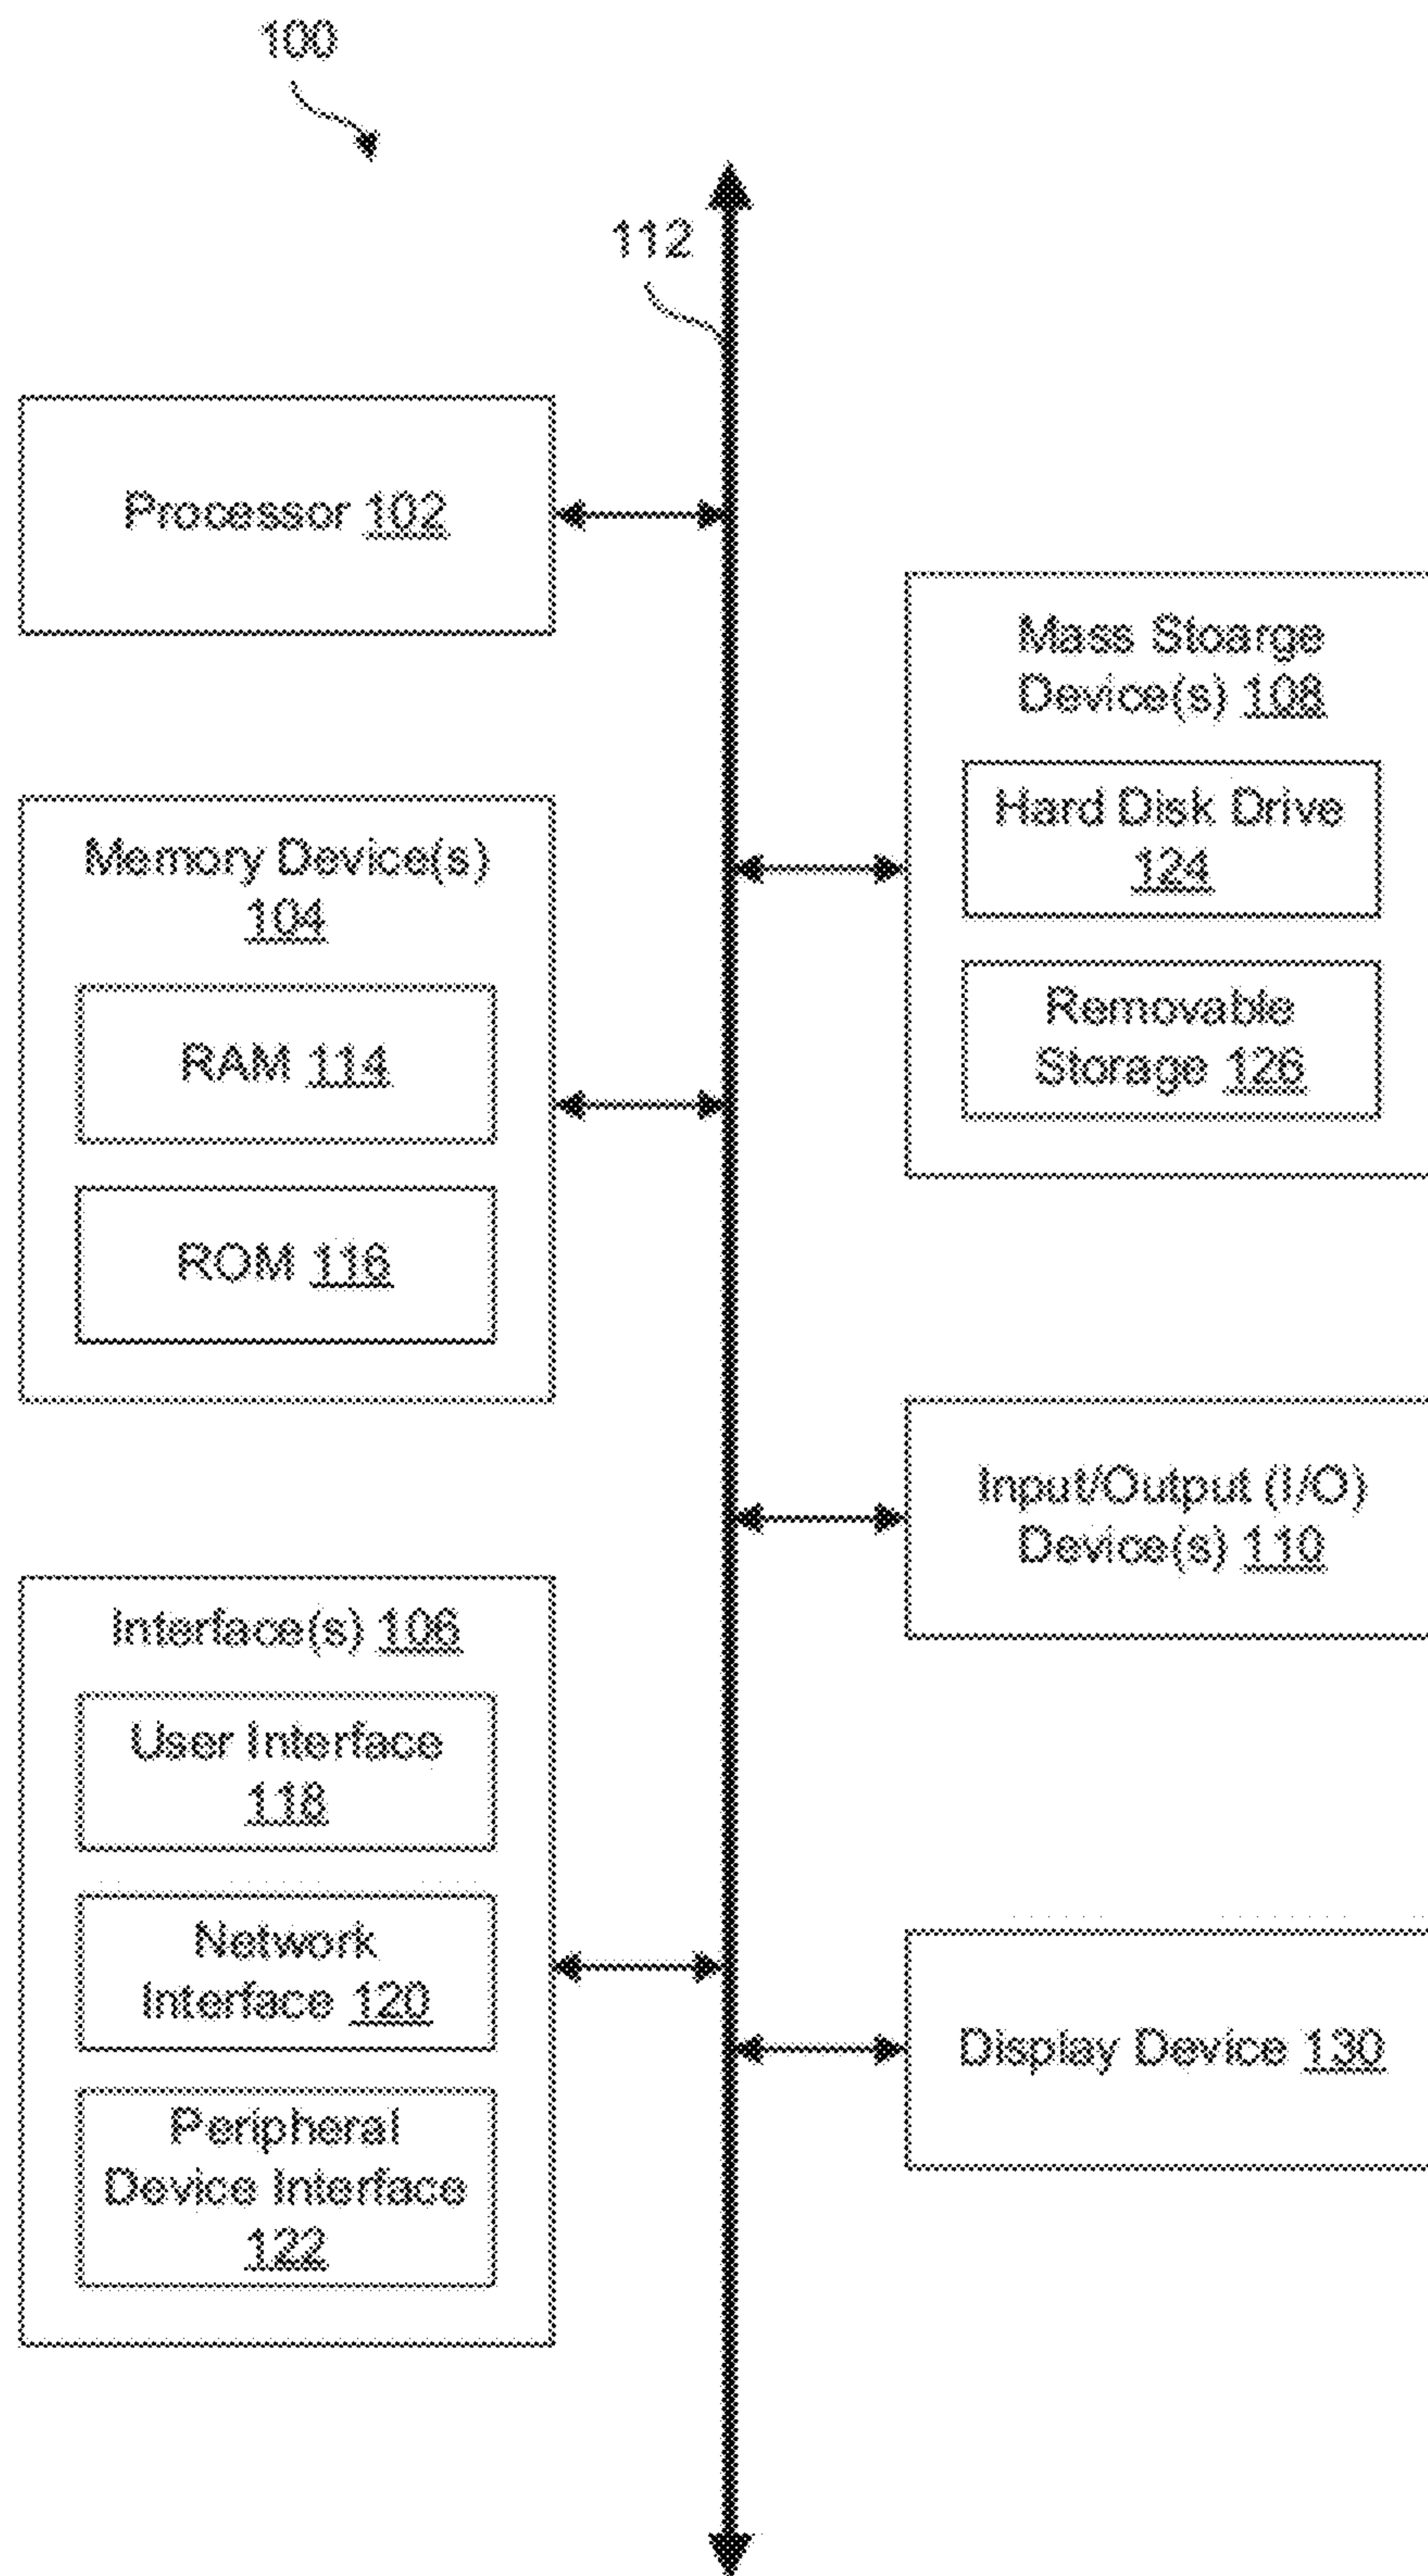 100
112
Processor 102
Memory Device(s)
104
RAM 114
ROM 116
Interface(s) 106
User Interface
118
Network
Interface 120
Peripheral
Device Interface
122
Mass Stoarge
Device(s) 108
Hard Disk Drive
124
Removable
Storage 126
Input/Output (I/O)
Device(s) 110
Display Device 130